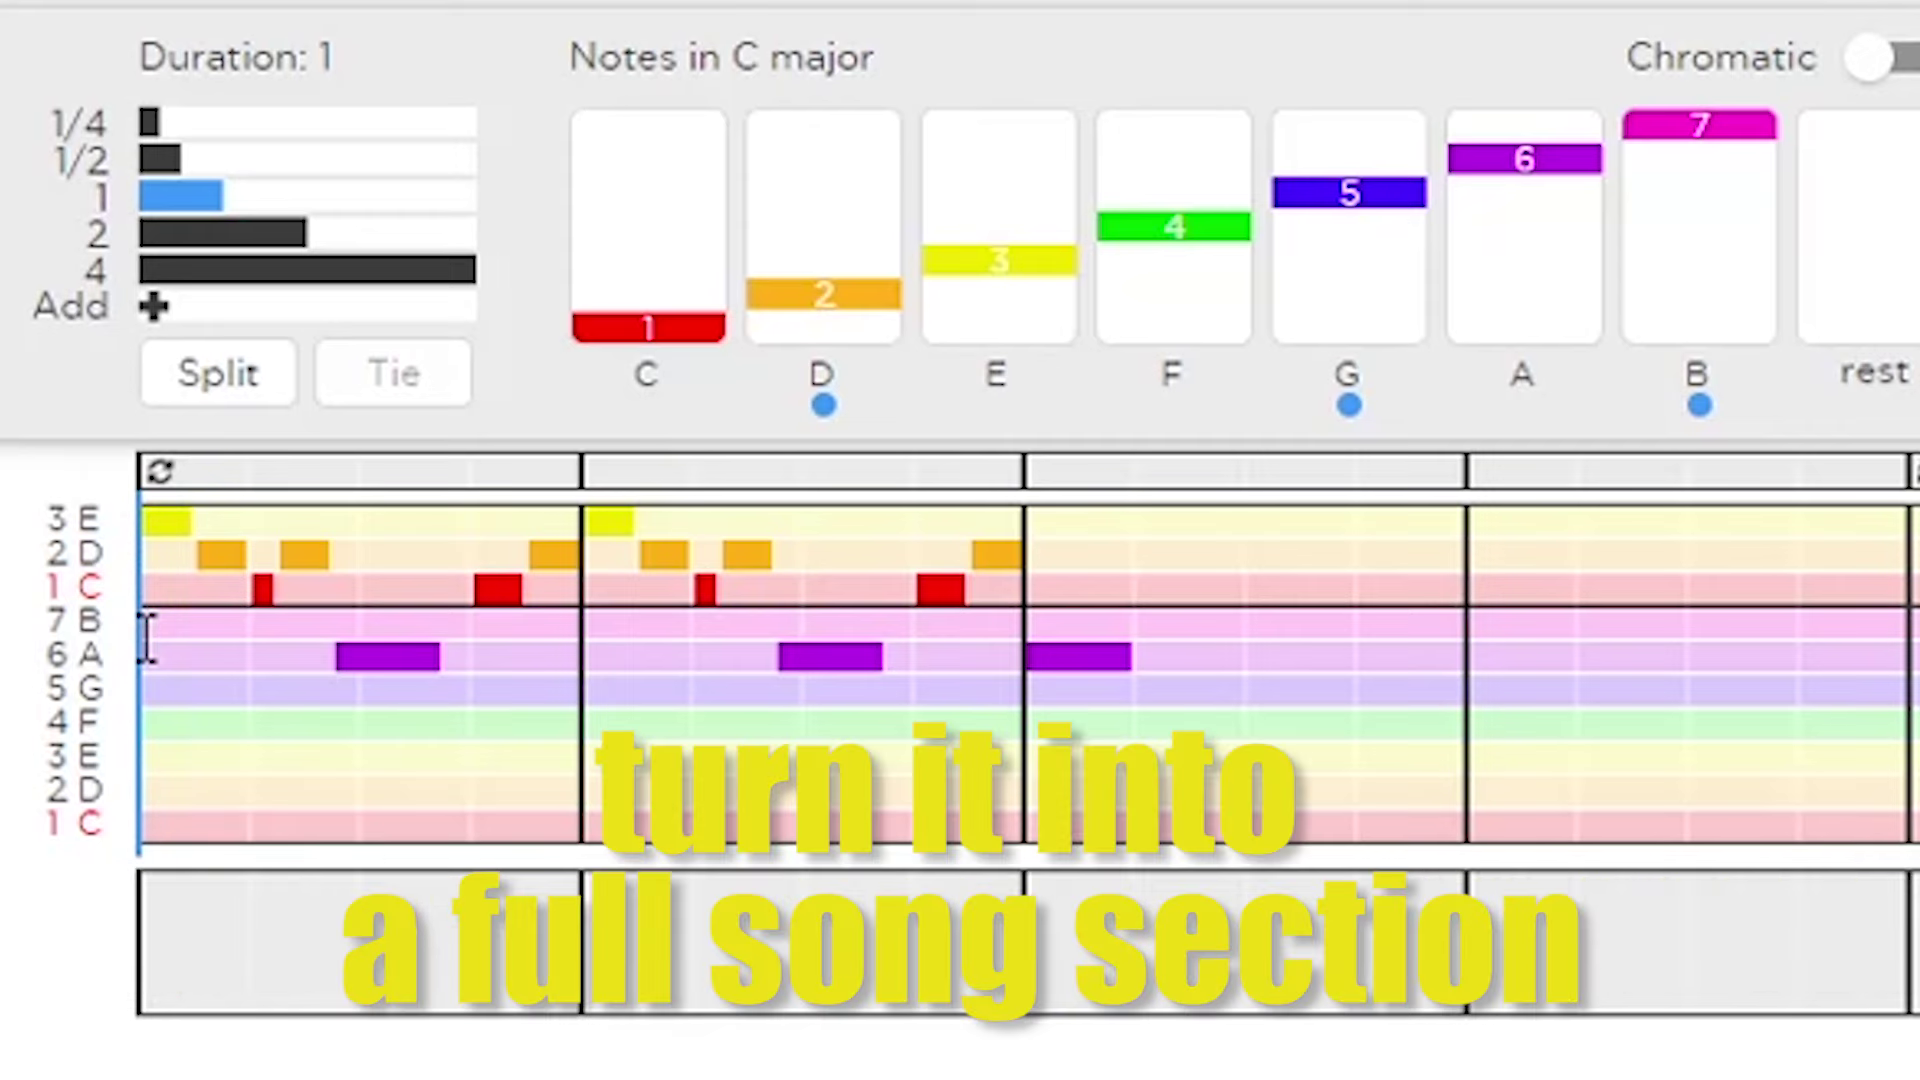 Duration: 1
Notes in C major
Chromatic
1/4
1/2
1
2
4
Add
Split
Tie
1
2
3
4
5
6
7
C
D
E
F
G
A
B
rest
3 E
2 D
1 C
7 B
6 A
5 G
4 F
3 E
2 D
1 C
turn it into
a full song section